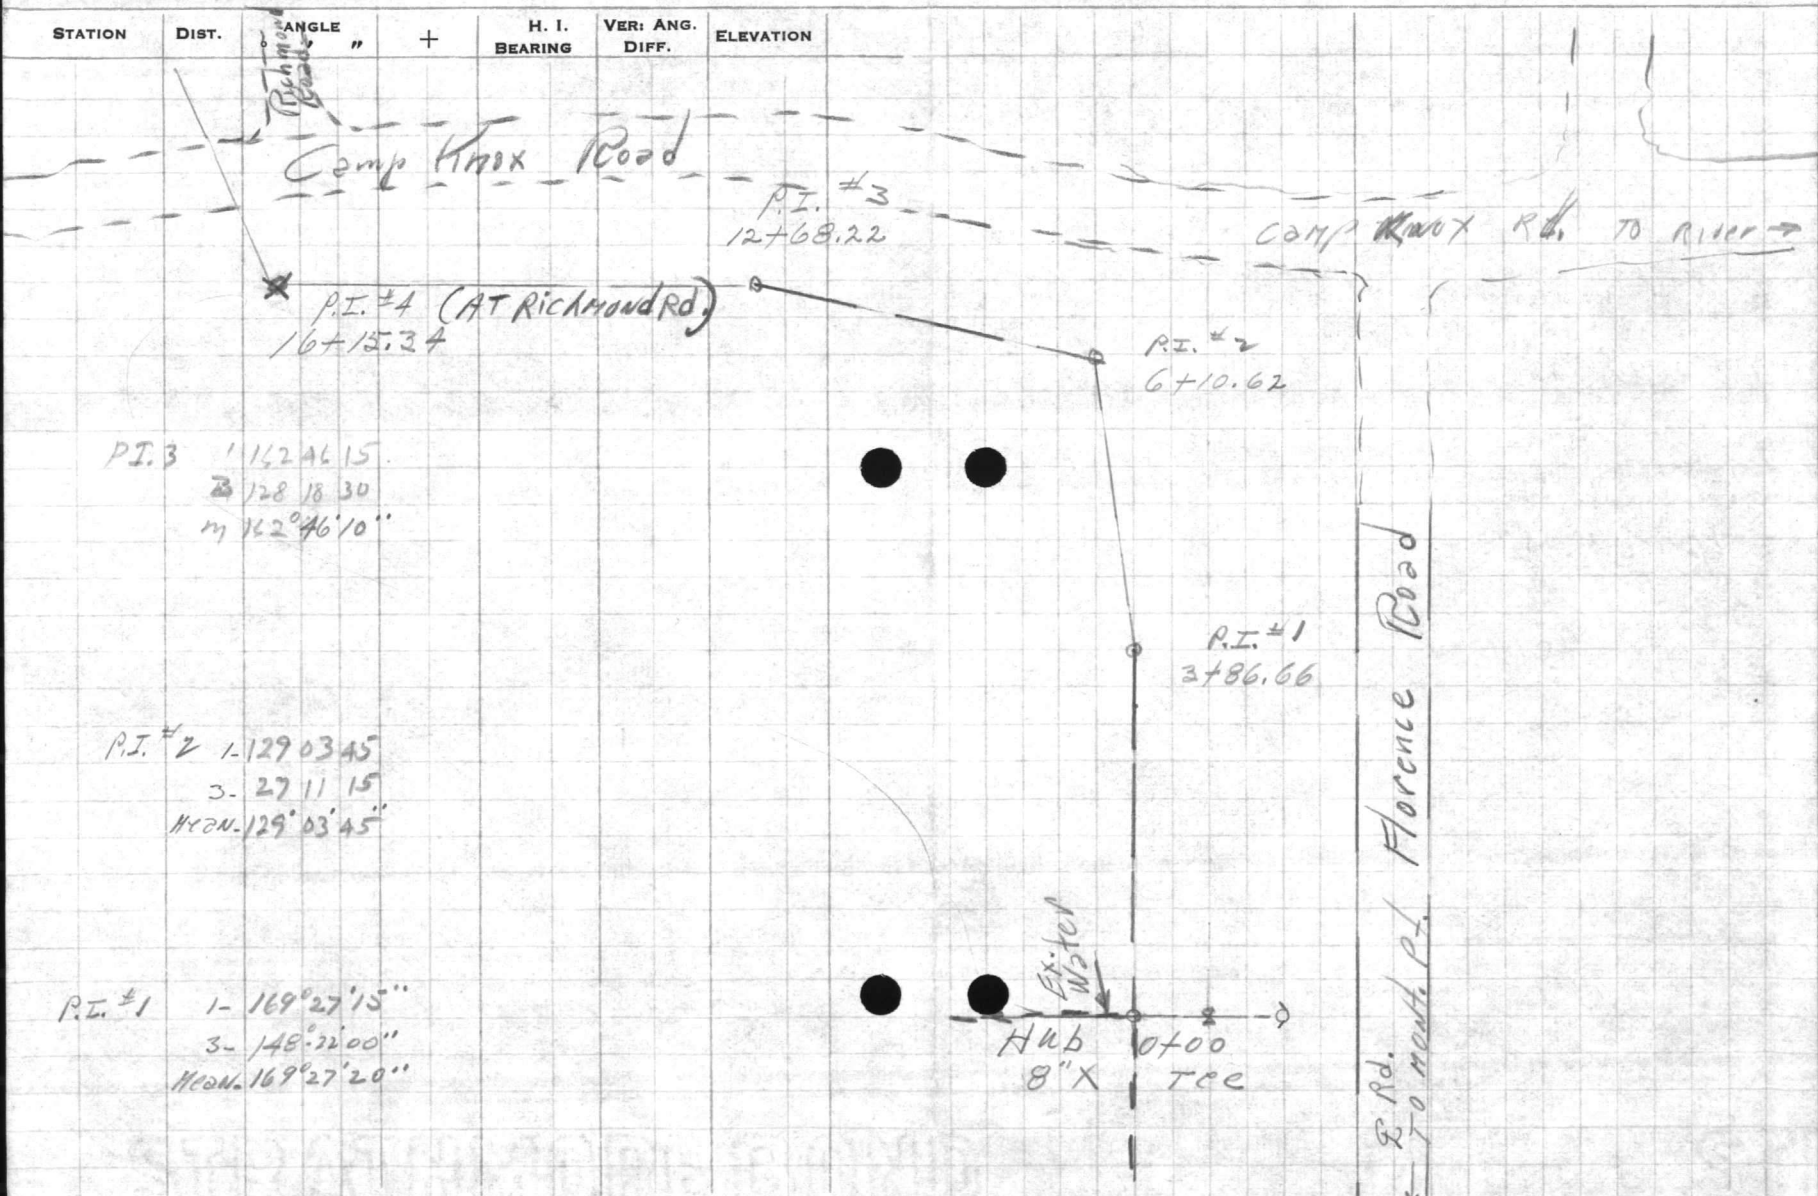 STATION DIST. ANGLE + H. I. VER: ANG. ELEVATION
° ' " BEARING DIFF.
Richmond
Road
Camp Knox Road
P.I. #3
12+68.22
Camp Knox Rd. TO River →
P.I. #4 (AT RICHMOND Rd.)
16+15.34
P.I. #2
6+10.62
P.I. 3 1 162 46 15
3 128 18 30
m 162° 46' 10"
Florence Road
P.I. #1
3+86.66
P.I. #2 1- 129 03 45
3- 27 11 15
Mean- 129° 03' 45"
Ex.
Water
P.I. #1 1- 169° 27' 15"
3- 148° 22' 00"
Mean- 169° 27' 20"
Hub 0+00
8" X Tee
Rd.
TO MONT. Pt.